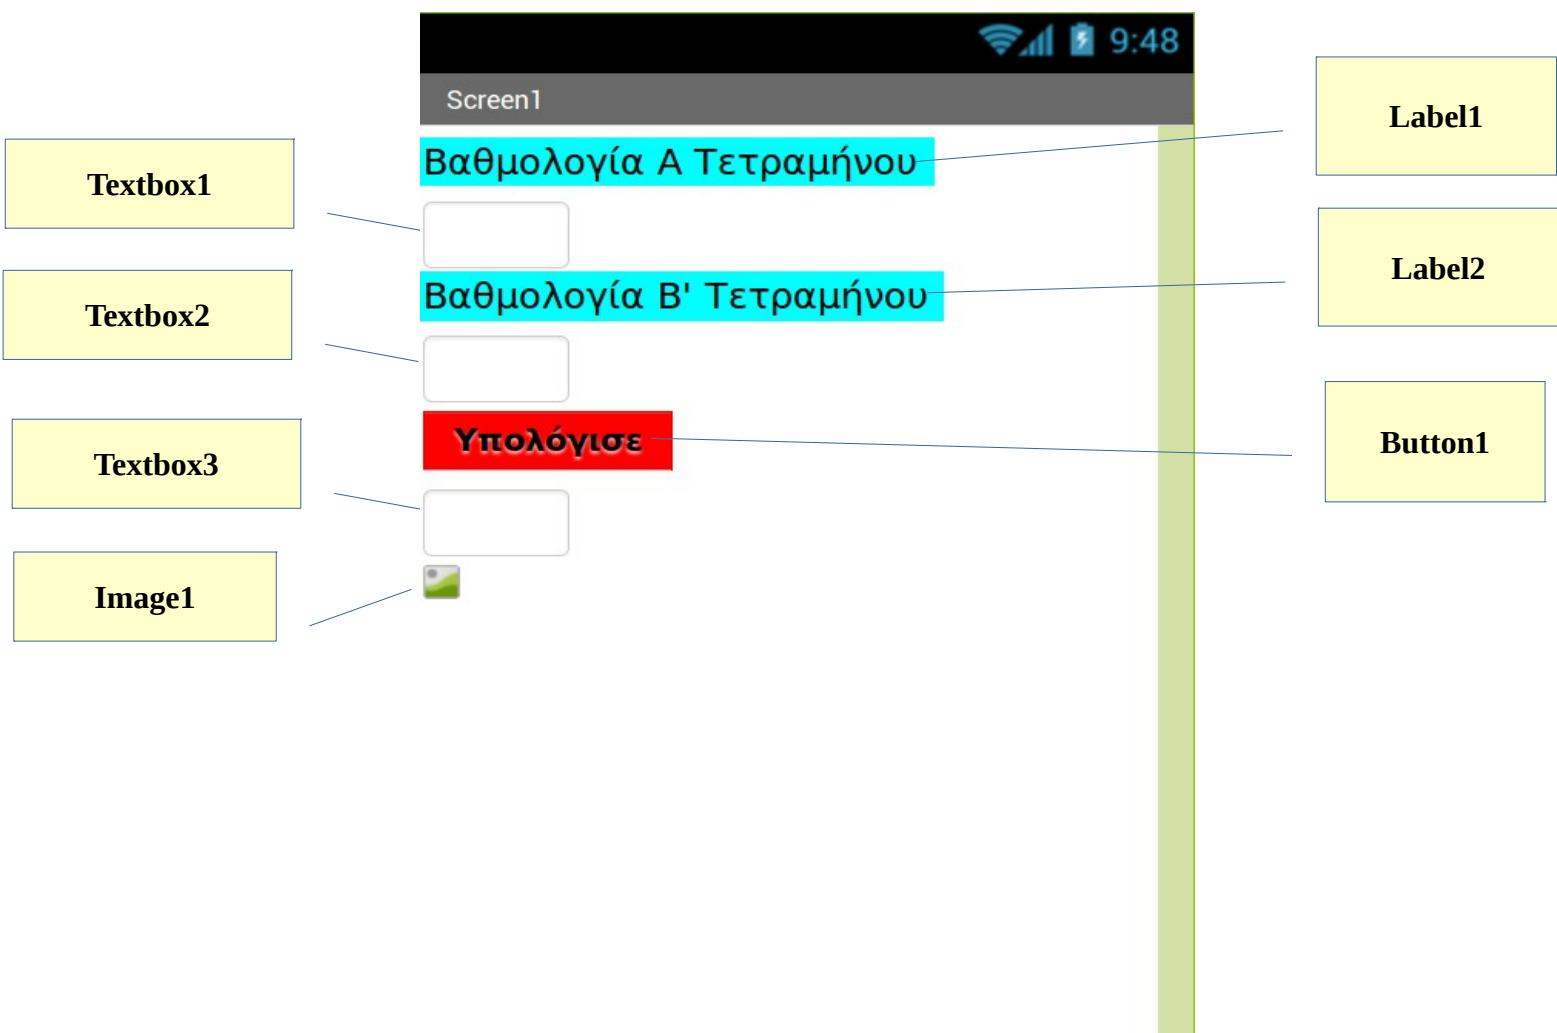 9:48
Screen1
Label1
Βαθμολογία Α Τετραμήνου
Textbox1
Label2
Βαθμολογία Β' Τετραμήνου
Textbox2
Button1
Υπολόγισε
Textbox3
Image1